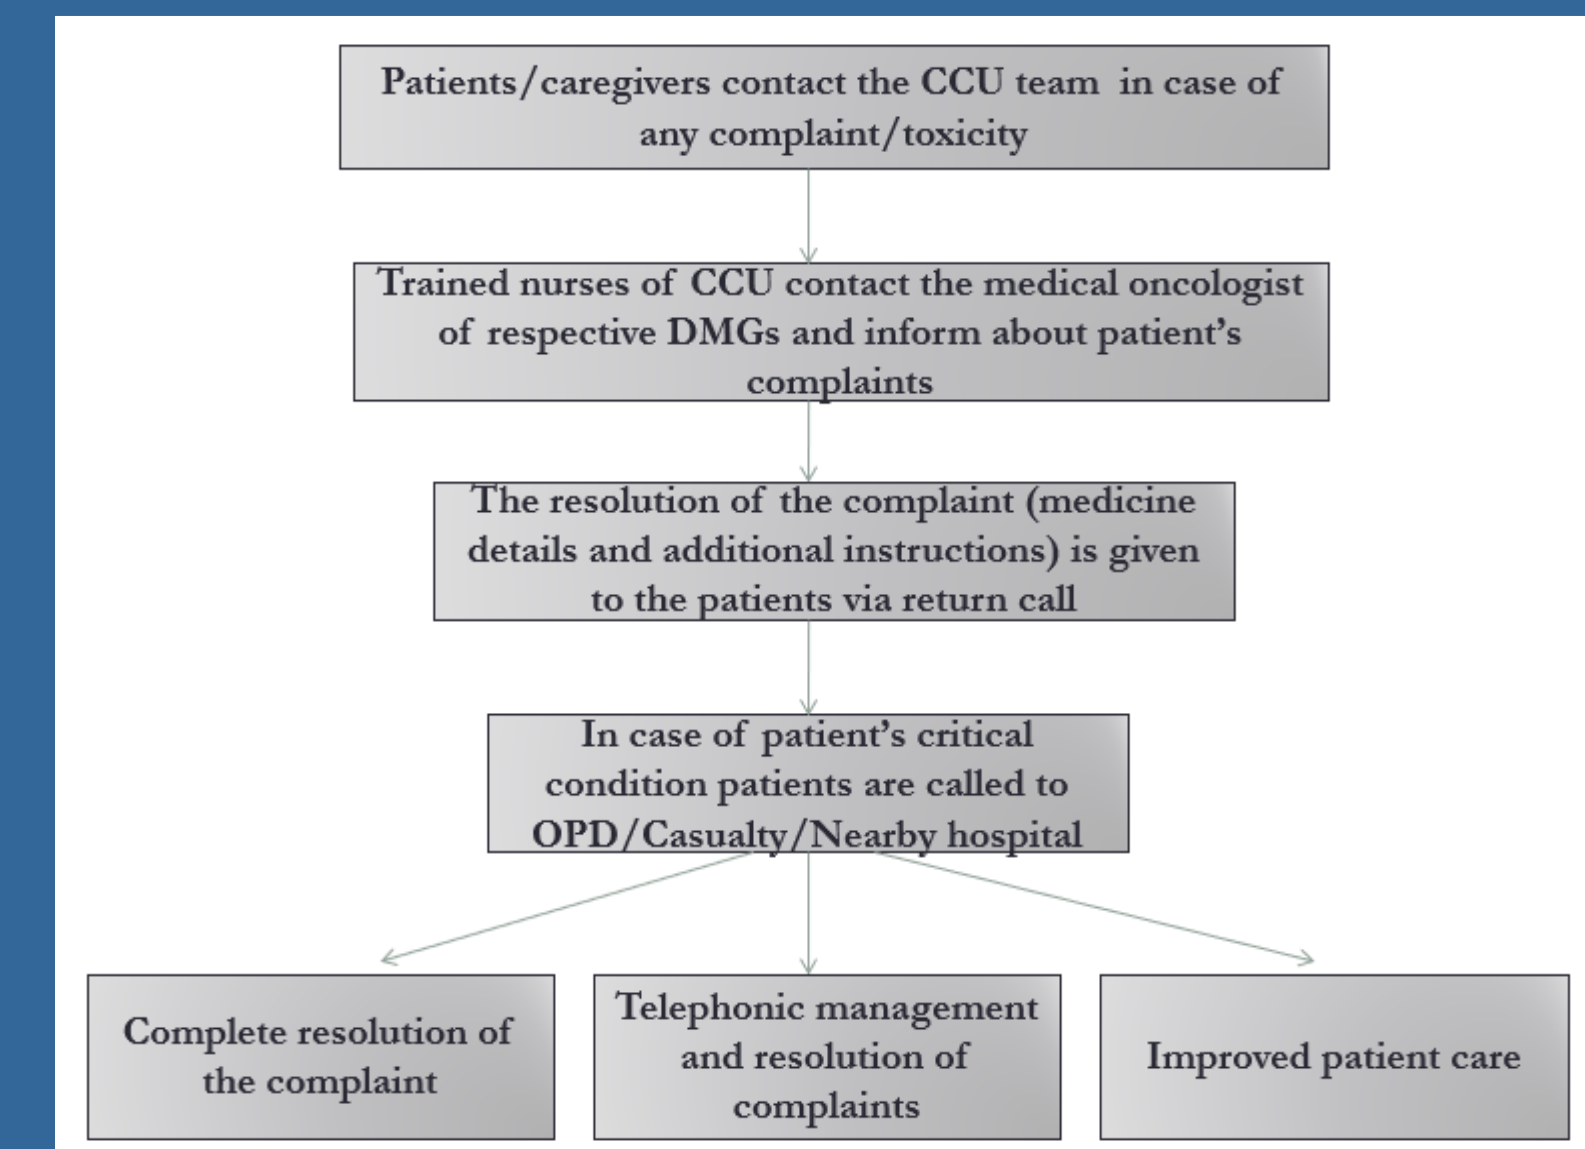 Patients/caregivers contact the CCU team in case of
any complaint/toxicity
Trained nurses of CCU contact the medical oncologist
of respective DMGs and inform about patient’s
complaints
The resolution of the complaint (medicine
details and additional instructions) is given
to the patients via return call
In case of patient’s critical
condition patients are called to
OPD/Casualty/Nearby hospital
Complete resolution of
the complaint
Telephonic management
and resolution of
complaints
Improved patient care